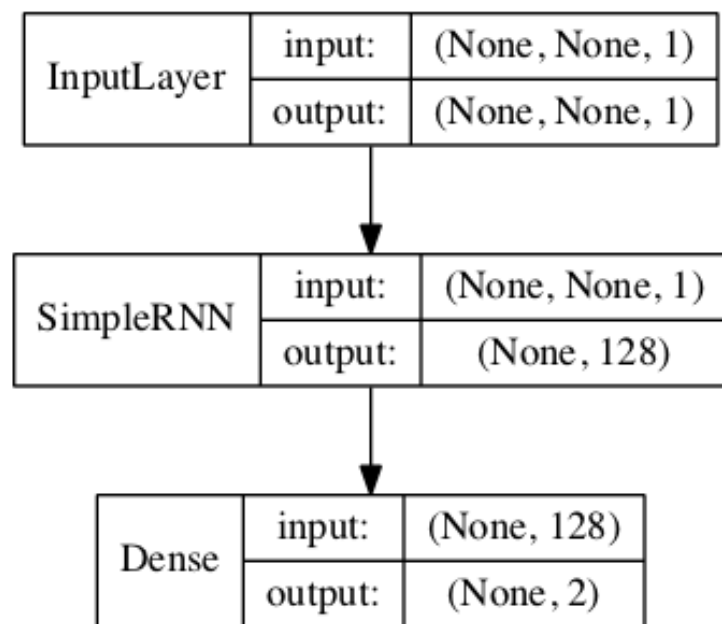 InputLayer
input:
(None, None, 1)
output:
(None, None, 1)
SimpleRNN
input:
(None, None, 1)
output:
(None, 128)
Dense
input:
(None, 128)
output:
(None, 2)